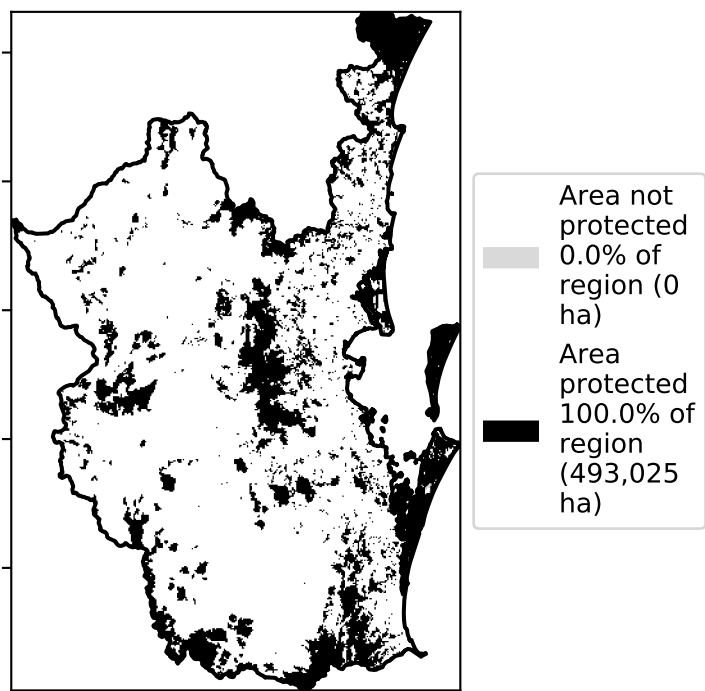 Area not
protected
0.0% of
region (0
ha)
Area
protected
100.0% of
region
(493,025
ha)